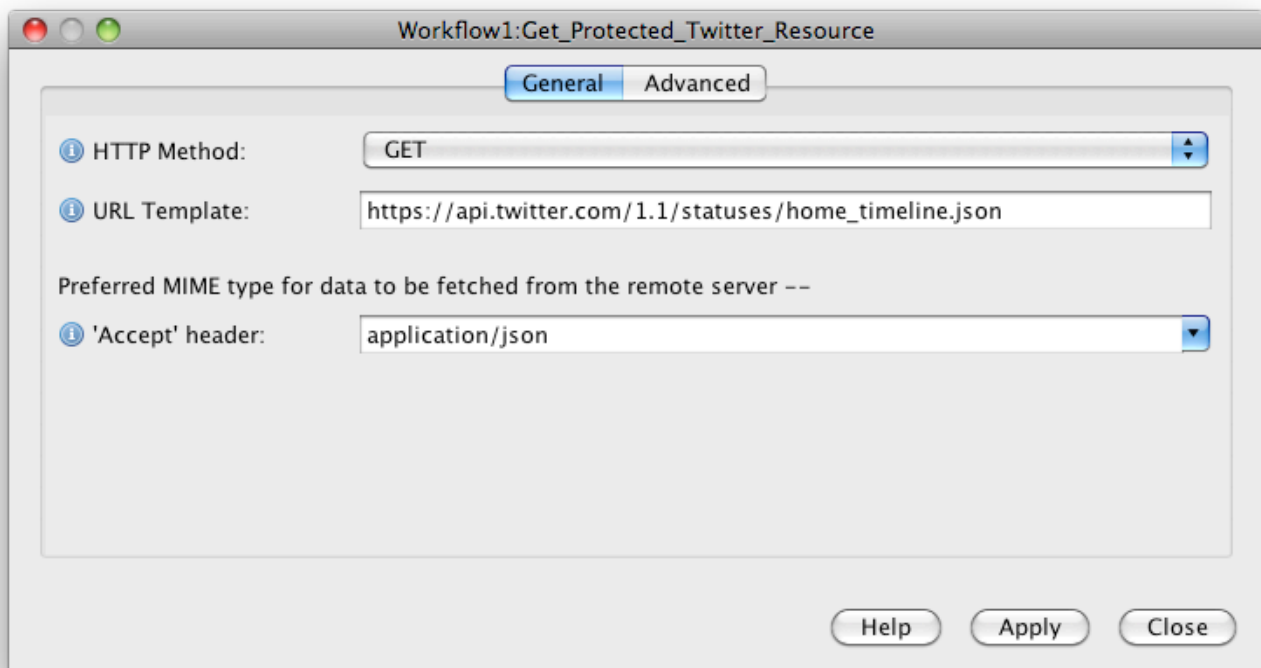 Workflow1:Get_Protected_Twitter_Resource
General Advanced
HTTP Method: GET
URL Template: https://api.twitter.com/1.1/statuses/home_timeline.json
Preferred MIME type for data to be fetched from the remote server --
'Accept' header: application/json
Help Apply Close